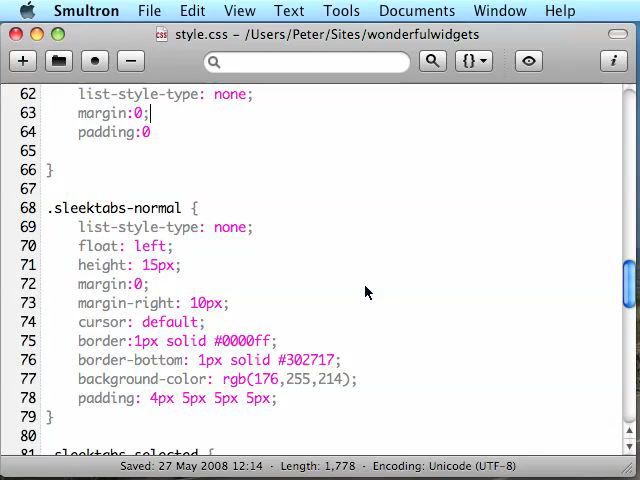 Smultron File Edit View Text Tools Documents Window Help
style.css - /Users/Peter/Sites/wonderfulwidgets
62 list-style-type: none;
63 margin:0;
64 padding:0
65
66 }
67
68 .sleektabs-normal {
69 list-style-type: none;
70 float: left;
71 height: 15px;
72 margin:0;
73 margin-right: 10px;
74 cursor: default;
75 border:1px solid #0000ff;
76 border-bottom: 1px solid #302717;
77 background-color: rgb(176,255,214);
78 padding: 4px 5px 5px 5px;
79 }
80
81 .sleektabs-selected {
Saved: 27 May 2008 12:14 • Length: 1,778 • Encoding: Unicode (UTF-8)